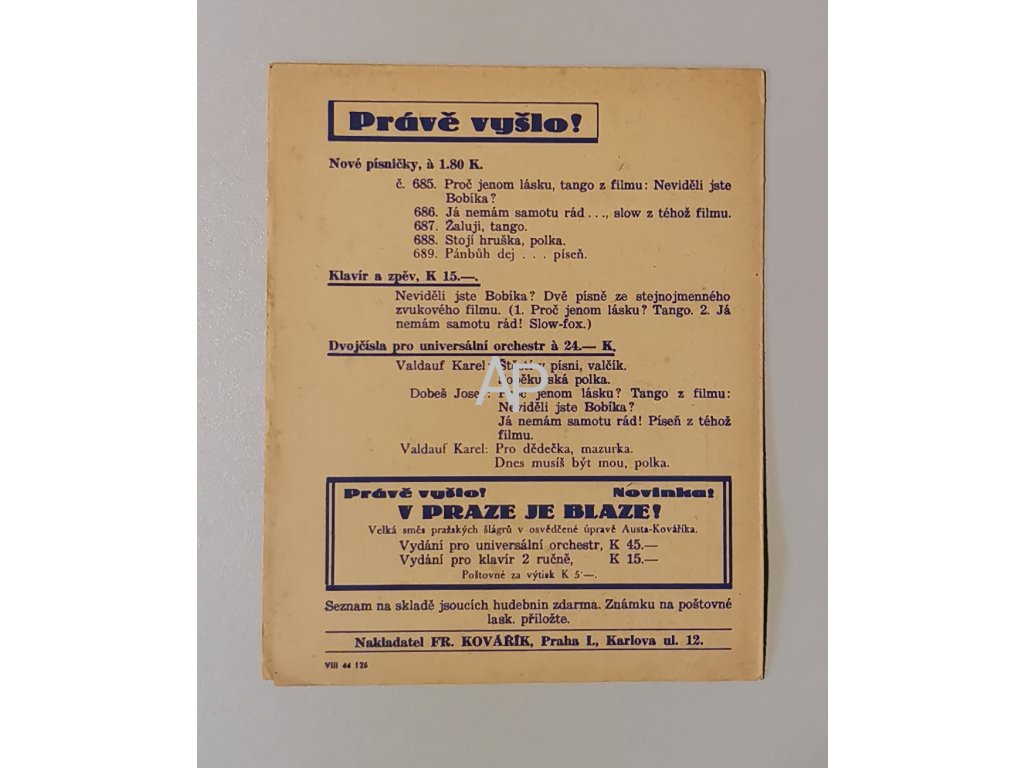 Právě vyšlo!
Nové písničky, à 1.80 K.
č. 685. Proč jenom lásku, tango z filmu: Neviděli jste
Bobíka?
686. Já nemám samotu rád..., slow z téhož filmu.
687. Žaluji, tango.
688. Stojí hruška, polka.
689. Pánbůh dej . . . píseň.
Klavír a zpěv, K 15.—.
Neviděli jste Bobíka? Dvě písně ze stejnojmenného
zvukového filmu. (1. Proč jenom lásku? Tango. 2. Já
nemám samotu rád! Slow-fox.)
Dvojčísla pro universální orchestr à 24.— K.
Valdauf Karel: Štěstí v písni, valčík.
ská polka.
Dobeš Josef: Proč jenom lásku? Tango z filmu:
Neviděli jste Bobíka?
Já nemám samotu rád! Píseň z téhož
filmu.
Valdauf Karel: Pro dědečka, mazurka.
Dnes musíš být mou, polka.
AP
Právě vyšlo! Novinka!
V PRAZE JE BLAZE!
Velká směs pražských šlágrů v osvědčené úpravě Austa-Kováříka.
Vydání pro universální orchestr, K 45.—
Vydání pro klavír 2 ručně, K 15.—
Poštovné za výtisk K 5·—.
Seznam na skladě jsoucích hudebnin zdarma. Známku na poštovné
lask. přiložte.
Nakladatel FR. KOVÁŘÍK, Praha I., Karlova ul. 12.
VIII 44 126